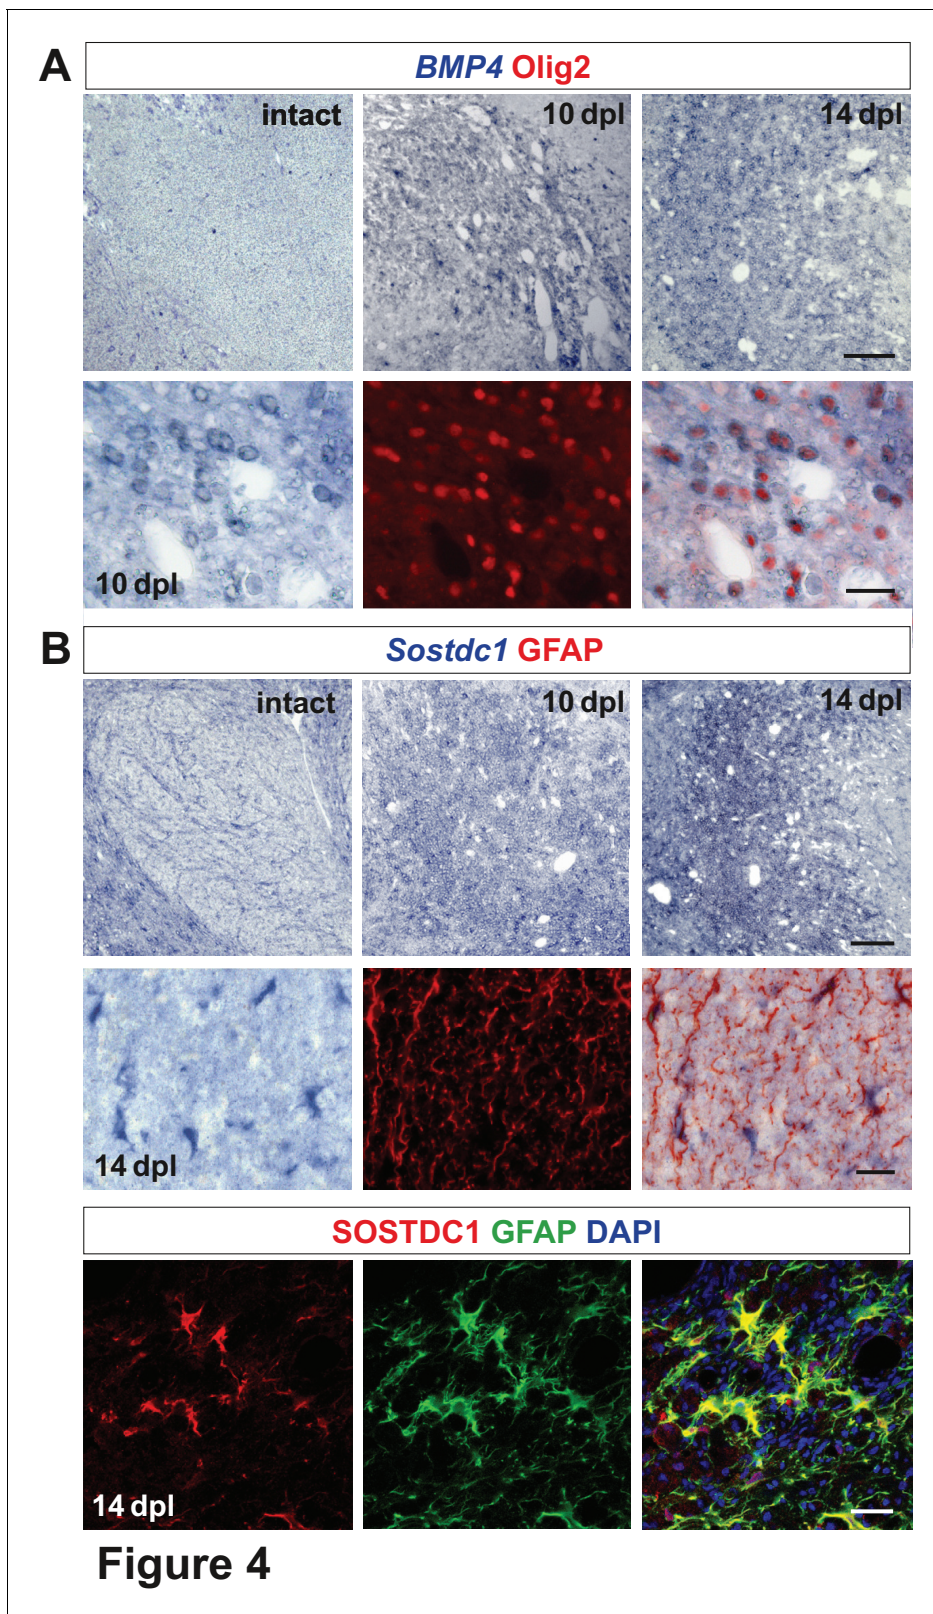 A
BMP4 Olig2
intact
10 dpl
14 dpl
10 dpl
B
Sostdc1 GFAP
intact
10 dpl
14 dpl
14 dpl
SOSTDC1 GFAP DAPI
14 dpl
Figure 4